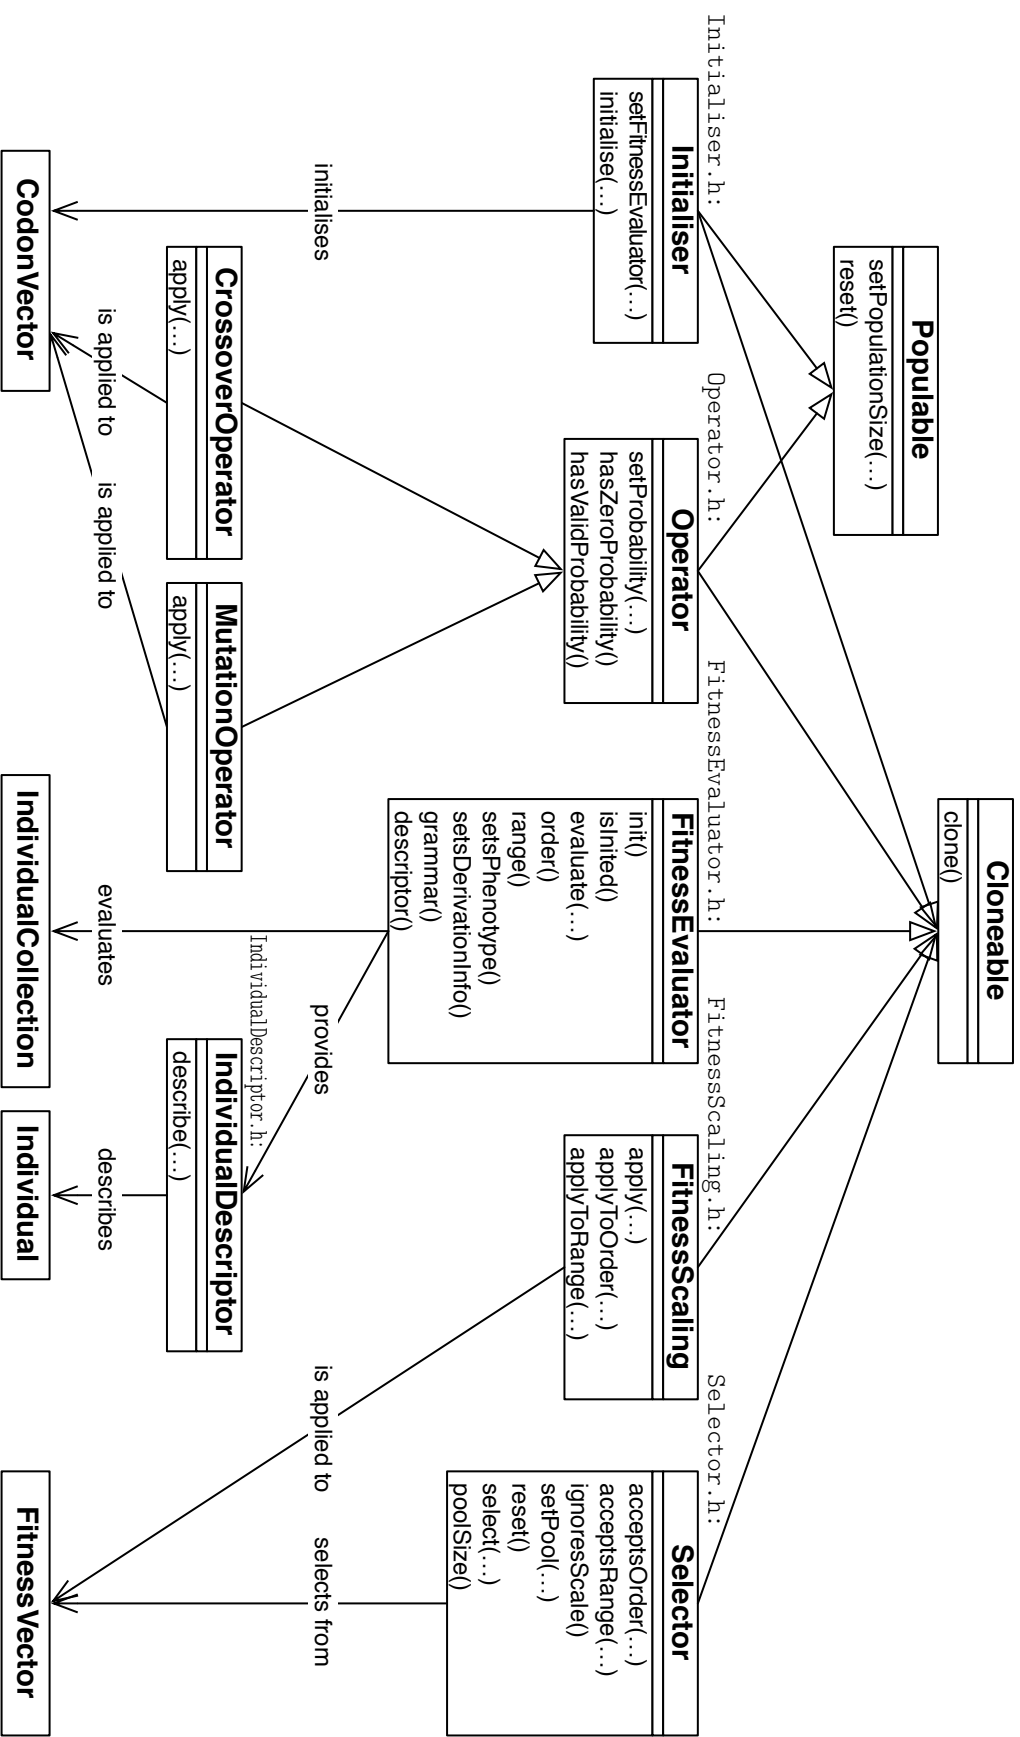 Cloneable
clone()
Populable
setPopulationSize(...)
reset()
Initialiser.h:
Initialiser
setFitnessEvaluator(...)
initialise(...)
Operator.h:
Operator
setProbability(...)
hasZeroProbability()
hasValidProbability()
FitnessEvaluator.h:
FitnessEvaluator
init()
isInited()
evaluate(...)
order()
range()
setsPhenotype()
setsDerivationInfo()
grammar()
descriptor()
FitnessScaling.h:
FitnessScaling
apply(...)
applyToOrder(...)
applyToRange(...)
Selector.h:
Selector
acceptsOrder(...)
acceptsRange(...)
ignoresScale()
setPool(...)
reset()
select(...)
poolSize()
initialises
provides
is applied to
selects from
CrossoverOperator
apply(...)
MutationOperator
apply(...)
IndividualDescriptor.h:
IndividualDescriptor
describe(...)
is applied to
is applied to
evaluates
describes
CodonVector
IndividualCollection
Individual
FitnessVector